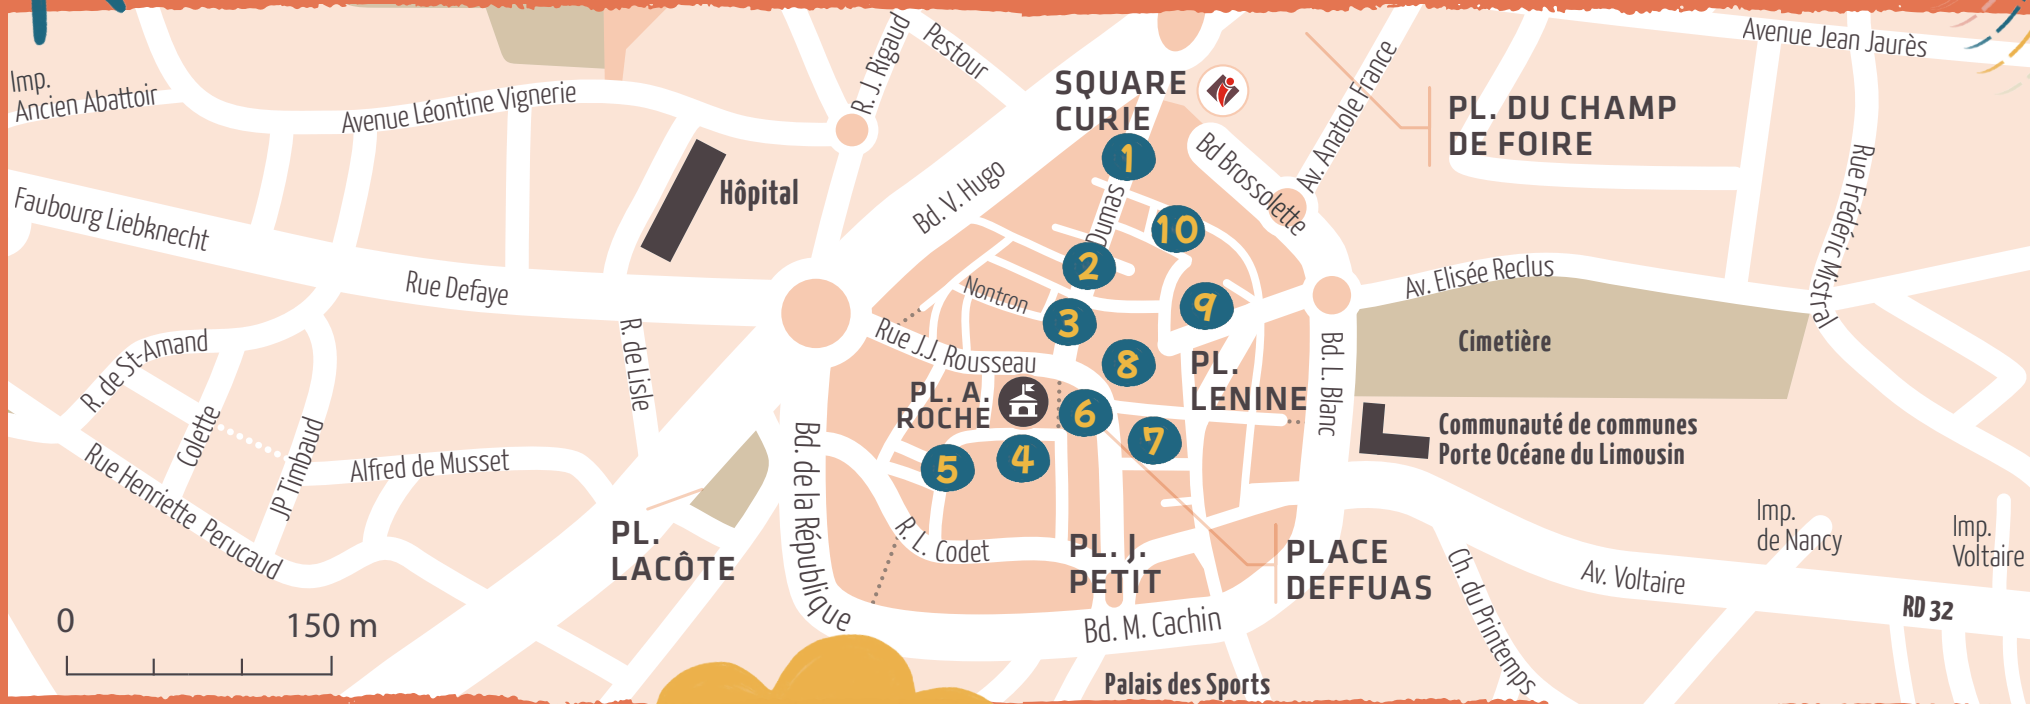 Imp.
Ancien Abattoir
Avenue Léontine Vignerie
R. J. Rigaud
Pestour
SQUARE
CURIE
Bd Brossolette
Av. Anatole France
PL. DU CHAMP
DE FOIRE
Avenue Jean Jaurès
Rue Frédéric Mistral
Hôpital
Bd. V. Hugo
Faubourg Liebknecht
Rue Defaye
Dumas
1
10
2
9
3
8
6
7
4
5
Nontron
Av. Elisée Reclus
Cimetière
R. de St-Amand
R. de Lisle
Rue J.J. Rousseau
PL. A.
ROCHE
PL.
LENINE
Bd. L. Blanc
Communauté de communes
Porte Océane du Limousin
Colette
JP Timbaud
Alfred de Musset
Rue Henriette Perucaud
PL.
LACÔTE
Bd. de la République
R. L. Codet
PL. J.
PETIT
PLACE
DEFFUAS
Ch. du Printemps
Av. Voltaire
Imp.
de Nancy
Imp.
Voltaire
RD 32
Bd. M. Cachin
Palais des Sports
0
150 m